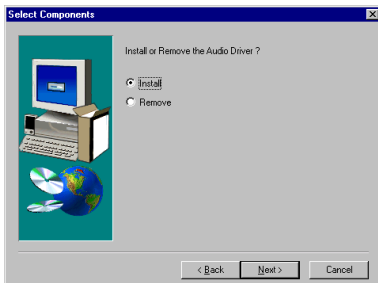 Select Components
Install or Remove the Audio Driver ?
Install
Remove
< Back
Next >
Cancel